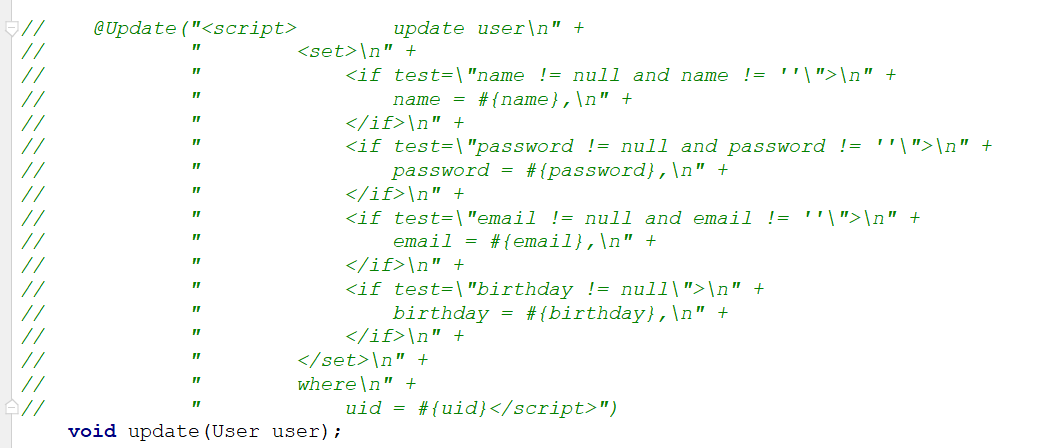 //    @Update("<script>        update user\n" +
//            "        <set>\n" +
//            "            <if test=\"name != null and name != ''\">\n" +
//            "                name = #{name},\n" +
//            "            </if>\n" +
//            "            <if test=\"password != null and password != ''\">\n" +
//            "                password = #{password},\n" +
//            "            </if>\n" +
//            "            <if test=\"email != null and email != ''\">\n" +
//            "                email = #{email},\n" +
//            "            </if>\n" +
//            "            <if test=\"birthday != null\">\n" +
//            "                birthday = #{birthday},\n" +
//            "            </if>\n" +
//            "        </set>\n" +
//            "        where\n" +
//            "            uid = #{uid}</script>")
    void update(User user);